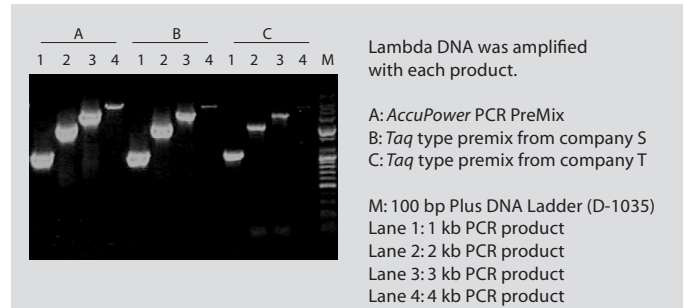 A B C
1 2 3 4 1 2 3 4 1 2 3 4 M
Lambda DNA was amplified
with each product.
A: AccuPower PCR PreMix
B: Taq type premix from company S
C: Taq type premix from company T
M: 100 bp Plus DNA Ladder (D-1035)
Lane 1: 1 kb PCR product
Lane 2: 2 kb PCR product
Lane 3: 3 kb PCR product
Lane 4: 4 kb PCR product